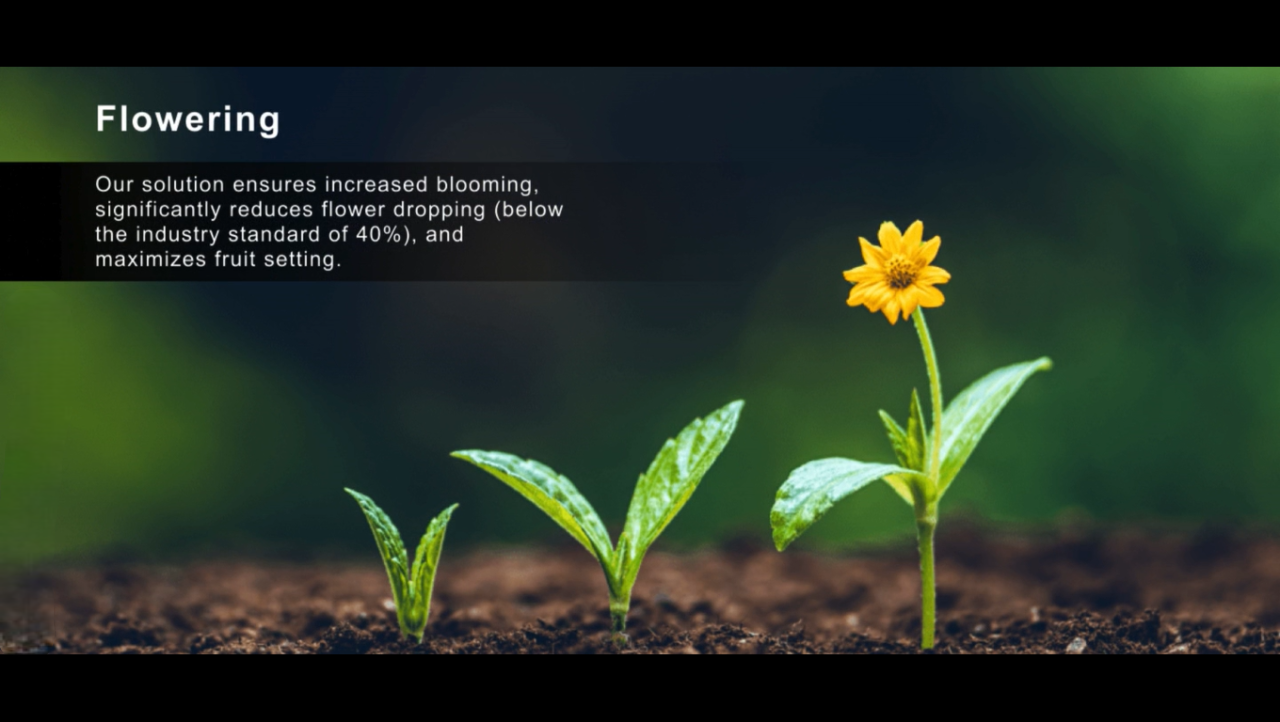 Flowering
Our solution ensures increased blooming,
significantly reduces flower dropping (below
the industry standard of 40%), and
maximizes fruit setting.